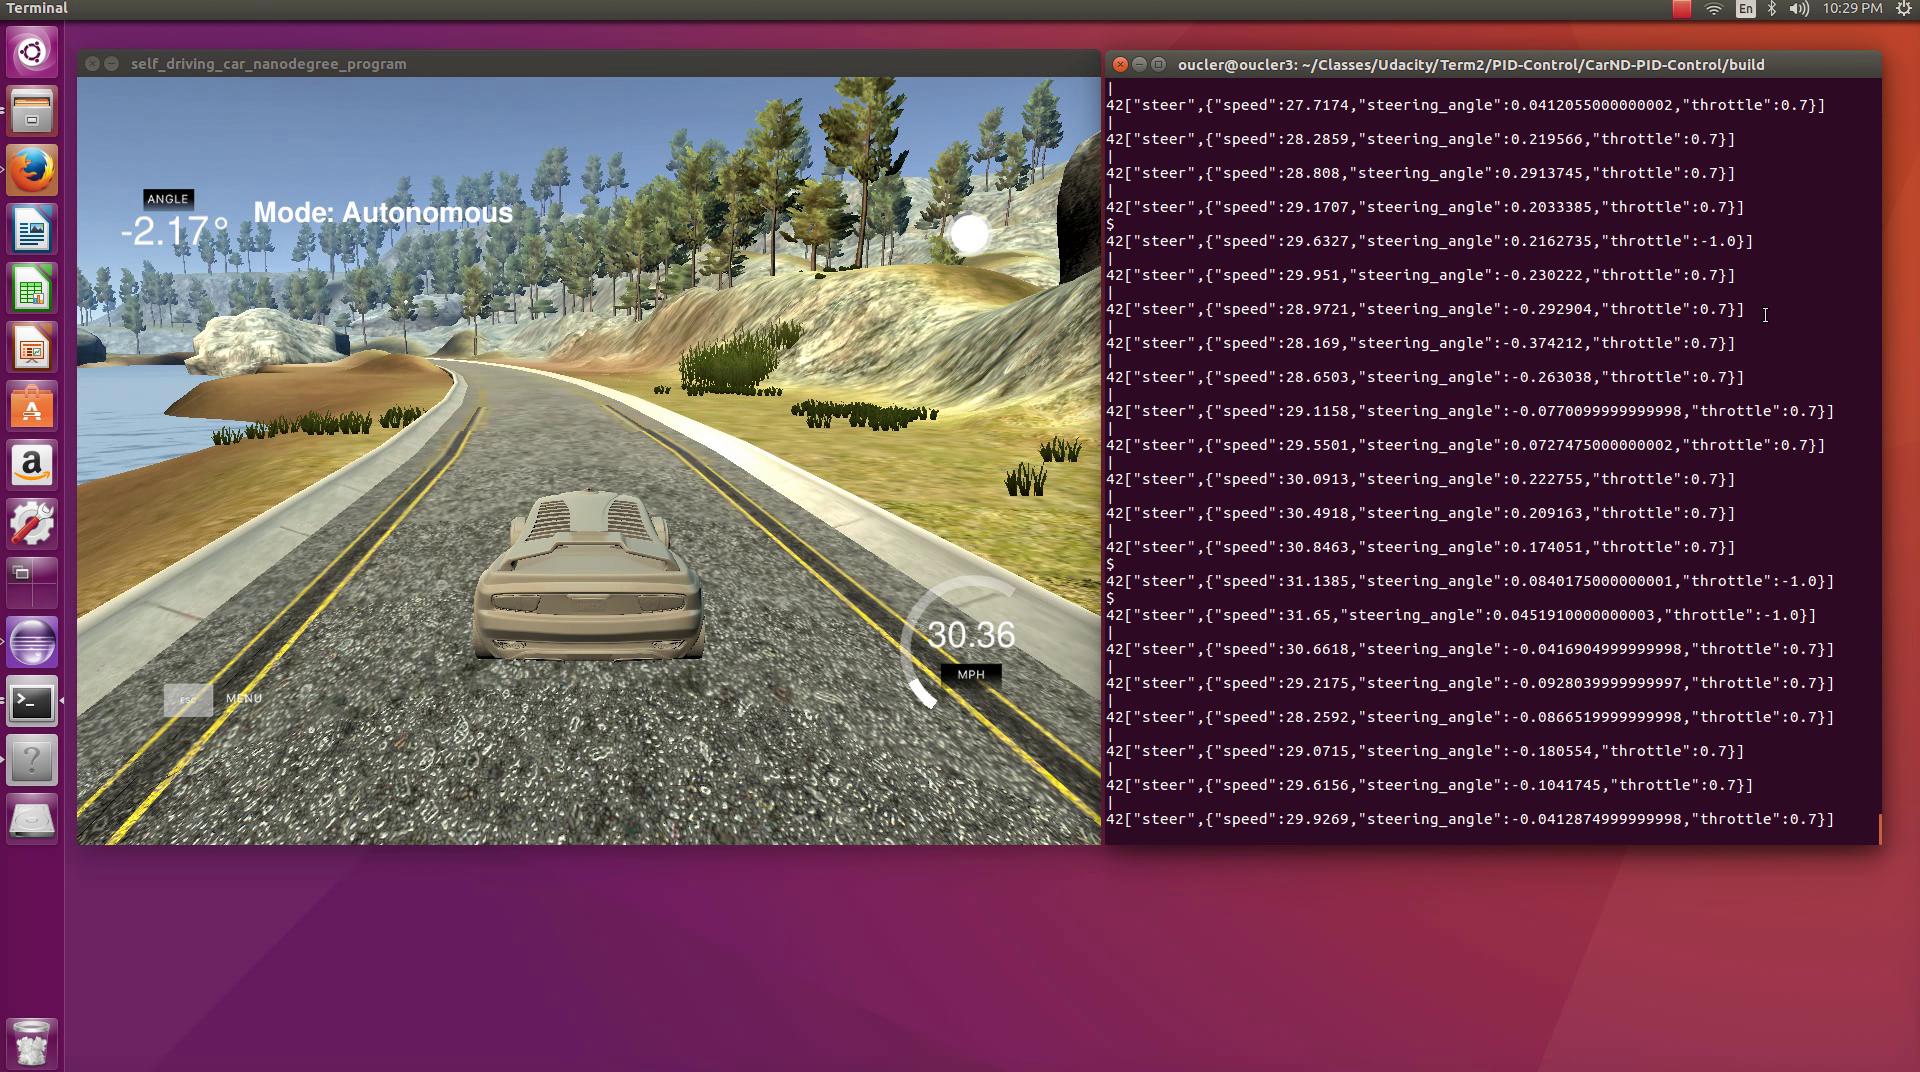 Terminal
En
10:29 PM
self_driving_car_nanodegree_program
ANGLE
-2.17°
Mode: Autonomous
30.36
MPH
ESC
MENU
oucler@oucler3: ~/Classes/Udacity/Term2/PID-Control/CarND-PID-Control/build
|
42["steer",{"speed":27.7174,"steering_angle":0.0412055000000002,"throttle":0.7}]
|
42["steer",{"speed":28.2859,"steering_angle":0.219566,"throttle":0.7}]
|
42["steer",{"speed":28.808,"steering_angle":0.2913745,"throttle":0.7}]
|
42["steer",{"speed":29.1707,"steering_angle":0.2033385,"throttle":0.7}]
$
42["steer",{"speed":29.6327,"steering_angle":0.2162735,"throttle":-1.0}]
|
42["steer",{"speed":29.951,"steering_angle":-0.230222,"throttle":0.7}]
|
42["steer",{"speed":28.9721,"steering_angle":-0.292904,"throttle":0.7}]
|
42["steer",{"speed":28.169,"steering_angle":-0.374212,"throttle":0.7}]
|
42["steer",{"speed":28.6503,"steering_angle":-0.263038,"throttle":0.7}]
|
42["steer",{"speed":29.1158,"steering_angle":-0.0770099999999998,"throttle":0.7}]
|
42["steer",{"speed":29.5501,"steering_angle":0.0727475000000002,"throttle":0.7}]
|
42["steer",{"speed":30.0913,"steering_angle":0.222755,"throttle":0.7}]
|
42["steer",{"speed":30.4918,"steering_angle":0.209163,"throttle":0.7}]
|
42["steer",{"speed":30.8463,"steering_angle":0.174051,"throttle":0.7}]
$
42["steer",{"speed":31.1385,"steering_angle":0.0840175000000001,"throttle":-1.0}]
$
42["steer",{"speed":31.65,"steering_angle":0.0451910000000003,"throttle":-1.0}]
|
42["steer",{"speed":30.6618,"steering_angle":-0.0416904999999998,"throttle":0.7}]
|
42["steer",{"speed":29.2175,"steering_angle":-0.0928039999999997,"throttle":0.7}]
|
42["steer",{"speed":28.2592,"steering_angle":-0.0866519999999998,"throttle":0.7}]
|
42["steer",{"speed":29.0715,"steering_angle":-0.180554,"throttle":0.7}]
|
42["steer",{"speed":29.6156,"steering_angle":-0.1041745,"throttle":0.7}]
|
42["steer",{"speed":29.9269,"steering_angle":-0.0412874999999998,"throttle":0.7}]